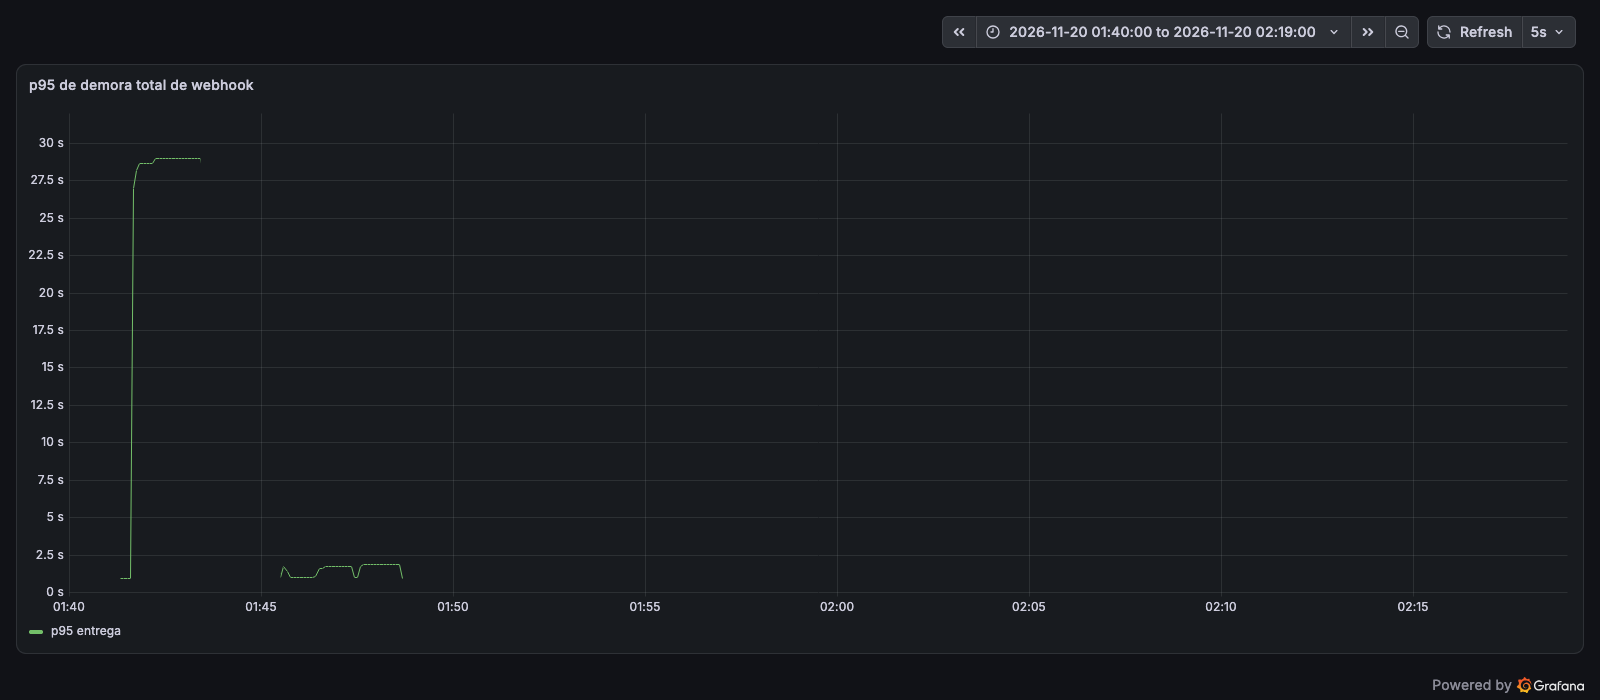 2026-11-20 01:40:00 to 2026-11-20 02:19:00 Refresh 5s
p95 de demora total de webhook
30 s
27.5 s
25 s
22.5 s
20 s
17.5 s
15 s
12.5 s
10 s
7.5 s
5 s
2.5 s
0 s
01:40 01:45 01:50 01:55 02:00 02:05 02:10 02:15
p95 entrega
Powered by Grafana